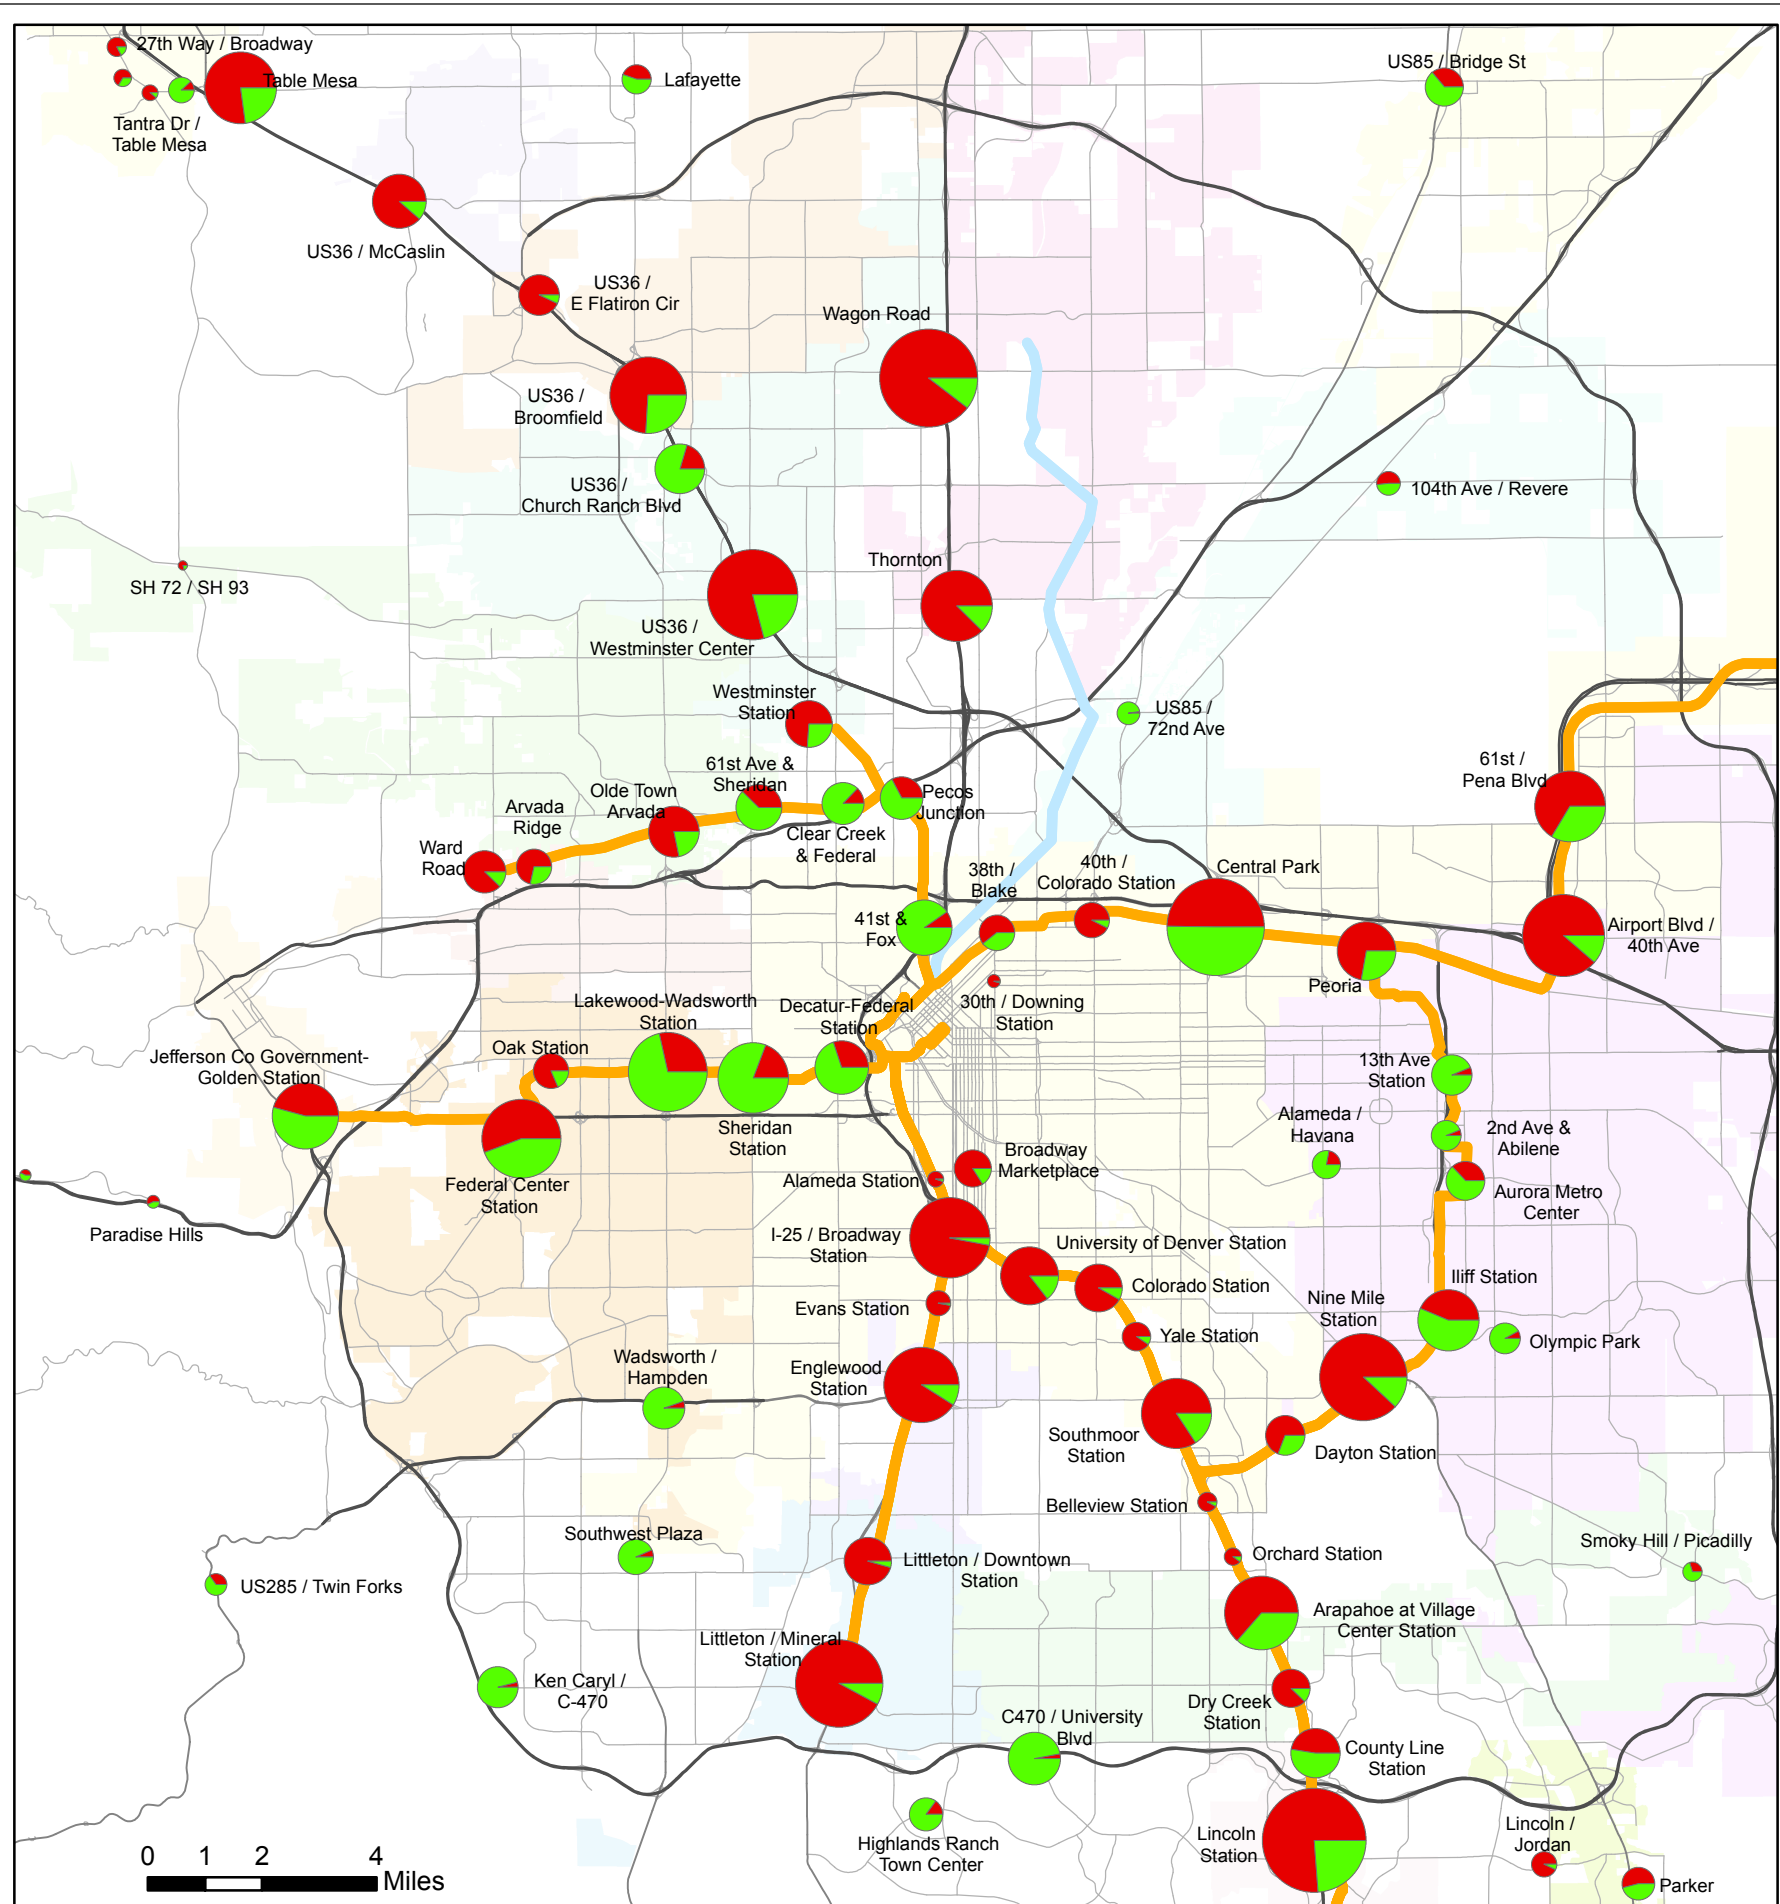 27th Way / Broadway
Table Mesa
Tantra Dr /
Table Mesa
Lafayette
US85 / Bridge St
US36 / McCaslin
US36 /
E Flatiron Cir
Wagon Road
US36 /
Broomfield
US36 /
Church Ranch Blvd
104th Ave / Revere
SH 72 / SH 93
Thornton
US36 /
Westminster Center
Westminster
Station
US85 /
72nd Ave
61st /
Pena Blvd
61st Ave &
Sheridan
Olde Town
Arvada
Arvada
Ridge
Ward
Road
Clear Creek
& Federal
Pecos
Junction
38th /
Blake
40th /
Colorado Station
Central Park
41st &
Fox
Airport Blvd /
40th Ave
Peoria
30th / Downing
Station
Lakewood-Wadsworth
Station
Decatur-Federal
Station
Jefferson Co Government-
Golden Station
Oak Station
13th Ave
Station
Alameda /
Havana
2nd Ave &
Abilene
Sheridan
Station
Broadway
Marketplace
Alameda Station
Federal Center
Station
Aurora Metro
Center
Paradise Hills
I-25 / Broadway
Station
University of Denver Station
Colorado Station
Iliff Station
Nine Mile
Station
Evans Station
Yale Station
Olympic Park
Wadsworth /
Hampden
Englewood
Station
Southmoor
Station
Dayton Station
Belleview Station
Southwest Plaza
Littleton / Downtown
Station
Orchard Station
Smoky Hill / Picadilly
US285 / Twin Forks
Arapahoe at Village
Center Station
Littleton / Mineral
Station
Ken Caryl /
C-470
Dry Creek
Station
C470 / University
Blvd
County Line
Station
Highlands Ranch
Town Center
Lincoln
Station
Lincoln /
Jordan
Parker
0 1 2 4
Miles